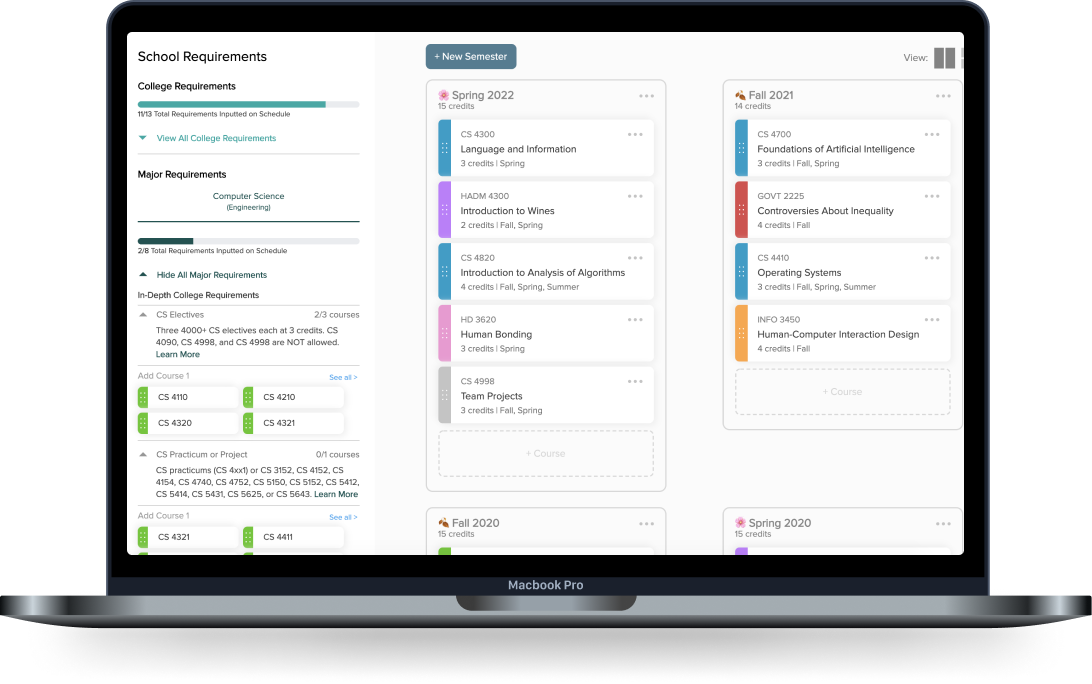 School Requirements
College Requirements
11/13 Total Requirements Inputted on Schedule
View All College Requirements
Major Requirements
Computer Science
(Engineering)
2/8 Total Requirements Inputted on Schedule
Hide All Major Requirements
In-Depth College Requirements
CS Electives 2/3 courses
Three 4000+ CS electives each at 3 credits. CS
4090, CS 4998, and CS 4998 are NOT allowed.
Learn More
Add Course 1 See all >
CS 4110 CS 4210
CS 4320 CS 4321
CS Practicum or Project 0/1 courses
CS practicums (CS 4xx1) or CS 3152, CS 4152, CS
4154, CS 4740, CS 4752, CS 5150, CS 5152, CS 5412,
CS 5414, CS 5431, CS 5625, or CS 5643. Learn More
Add Course 1 See all >
CS 4321 CS 4411
+ New Semester
View:
Spring 2022
15 credits
CS 4300
Language and Information
3 credits | Spring
HADM 4300
Introduction to Wines
2 credits | Fall, Spring
CS 4820
Introduction to Analysis of Algorithms
4 credits | Fall, Spring, Summer
HD 3620
Human Bonding
3 credits | Spring
CS 4998
Team Projects
3 credits | Fall, Spring
+ Course
Fall 2021
14 credits
CS 4700
Foundations of Artificial Intelligence
3 credits | Fall, Spring
GOVT 2225
Controversies About Inequality
4 credits | Fall
CS 4410
Operating Systems
3 credits | Fall, Spring, Summer
INFO 3450
Human-Computer Interaction Design
4 credits | Fall
+ Course
Fall 2020
15 credits
Spring 2020
15 credits
Macbook Pro